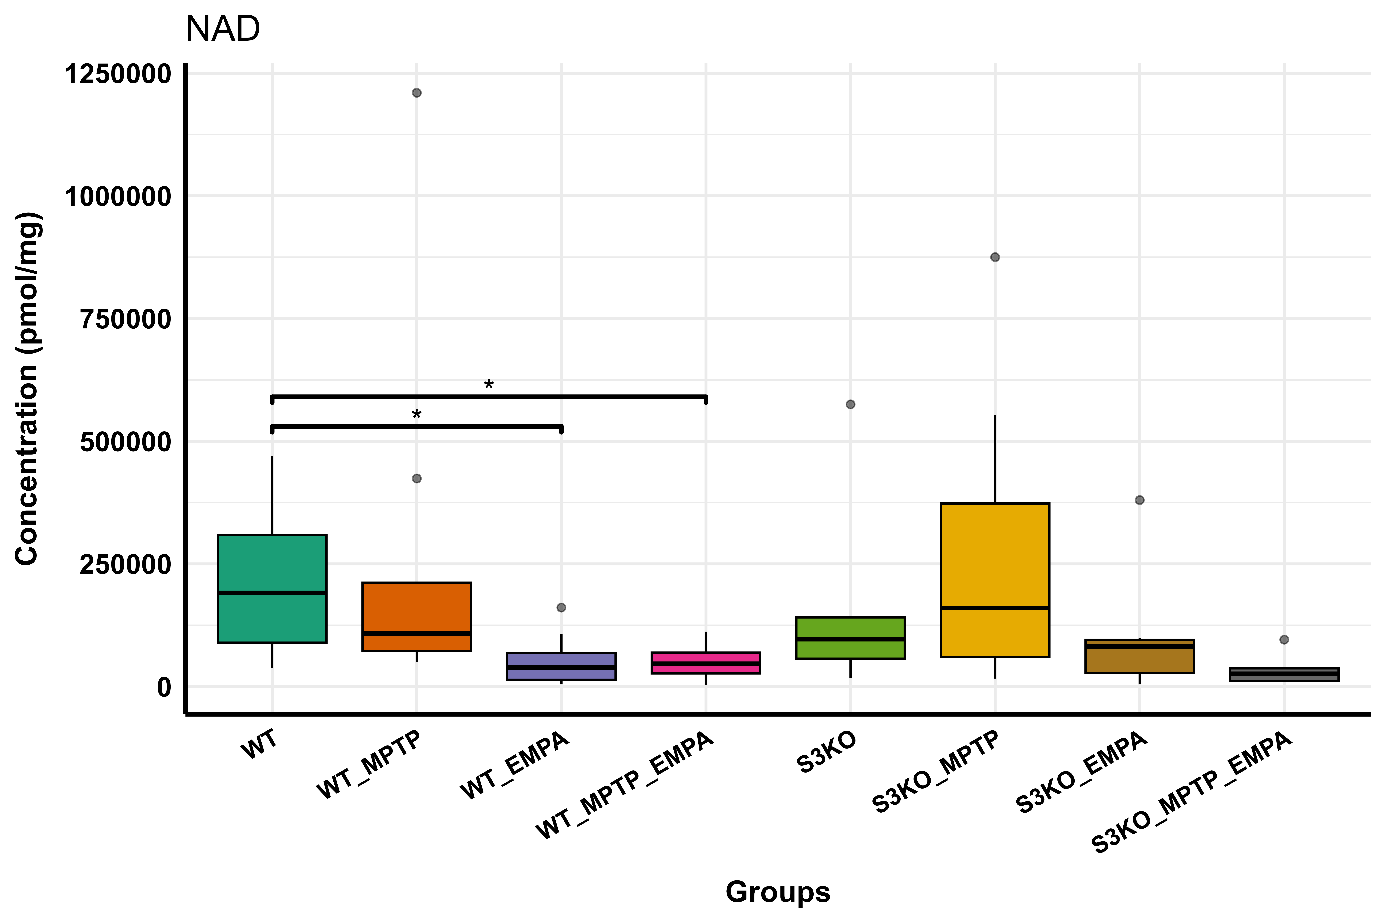 NAD
1250000
1000000
750000
500000
250000
0
Concentration (pmol/mg)
*
*
WT
WT_MPTP
WT_EMPA
WT_MPTP_EMPA
S3KO
S3KO_MPTP
S3KO_EMPA
S3KO_MPTP_EMPA
Groups